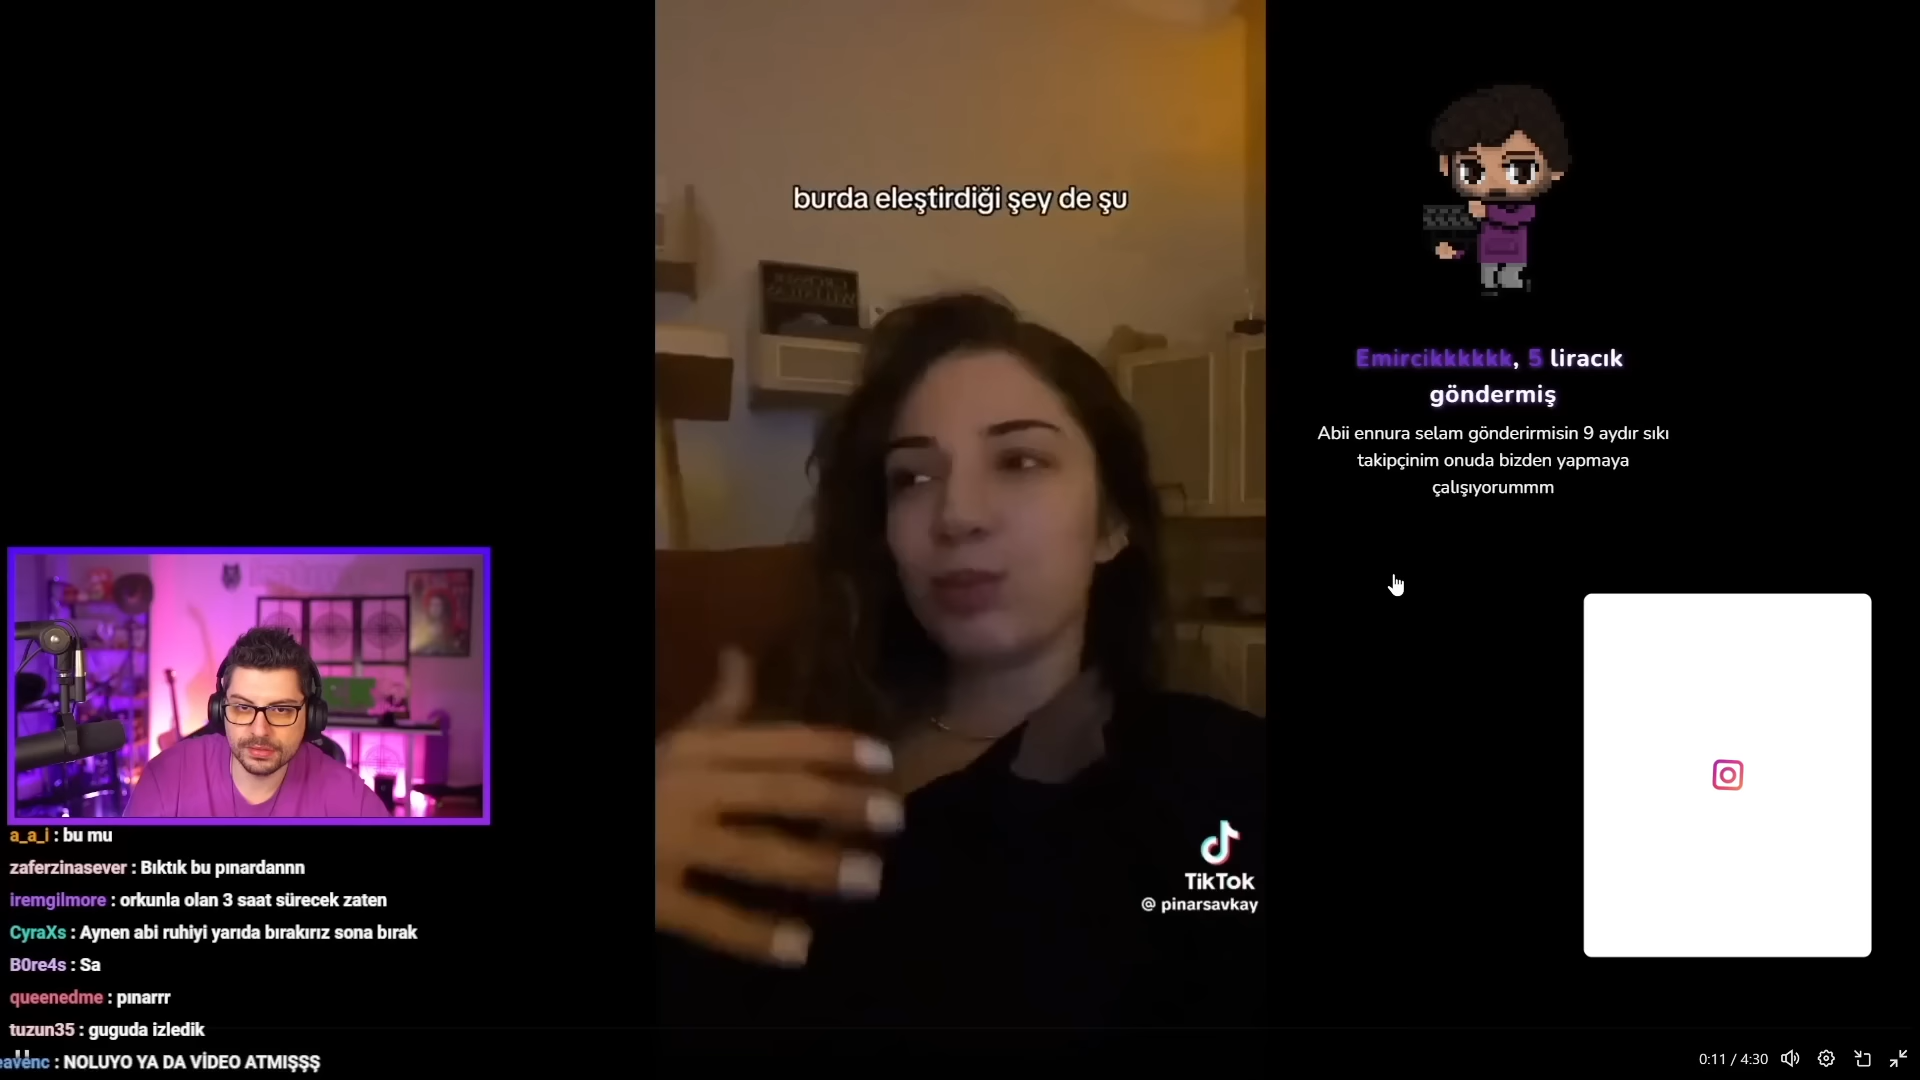 burda eleştirdiği şey de şu
Emircikkkkkk, 5 liracık
göndermiş
Abii ennura selam gönderirmisin 9 aydır sıkı
takipçinim onuda bizden yapmaya
çalışıyorummm
TikTok
@ pinarsavkay
a_a_i : bu mu
zaferzinasever : Bıktık bu pınardannn
iremgilmore : orkunla olan 3 saat sürecek zaten
CyraXs : Aynen abi ruhiyi yarıda bırakırız sona bırak
B0re4s : Sa
queenedme : pınarrr
tuzun35 : guguda izledik
eavenc : NOLUYO YA DA VİDEO ATMIŞŞŞ
0:11 / 4:30